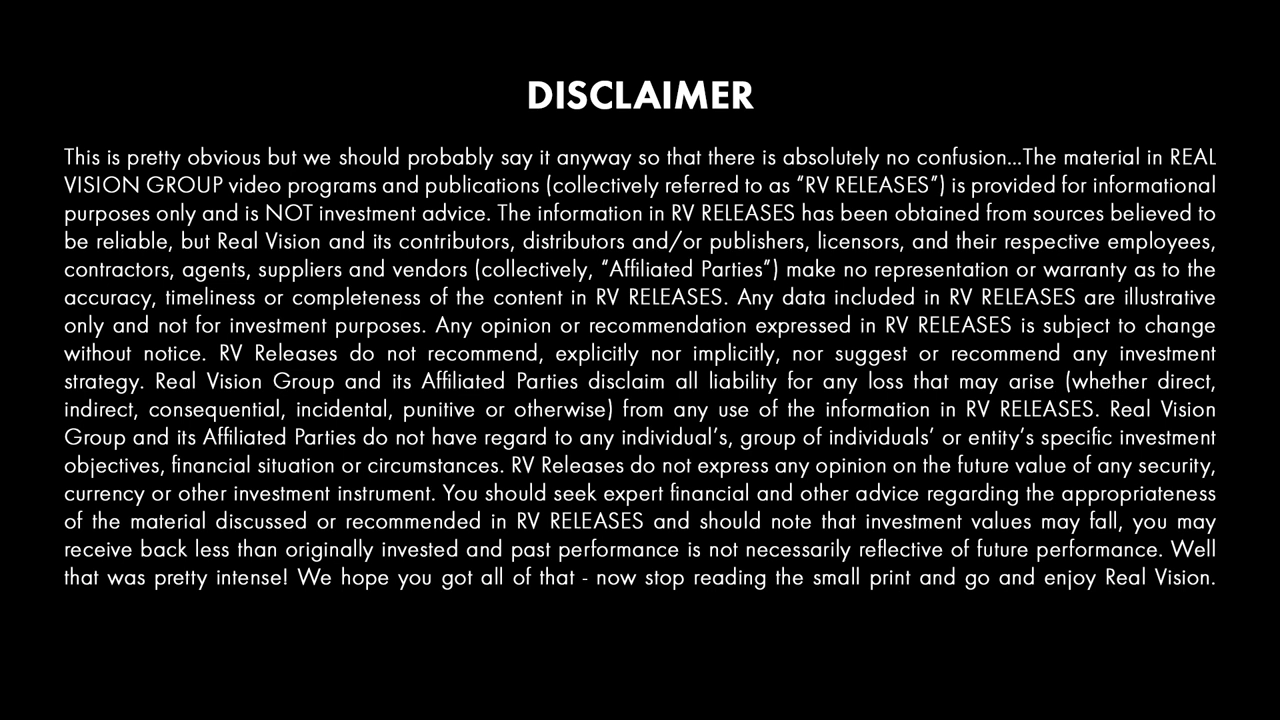 DISCLAIMER
This is pretty obvious but we should probably say it anyway so that there is absolutely no confusion...The material in REAL
VISION GROUP video programs and publications (collectively referred to as “RV RELEASES”) is provided for informational
purposes only and is NOT investment advice. The information in RV RELEASES has been obtained from sources believed to
be reliable, but Real Vision and its contributors, distributors and/or publishers, licensors, and their respective employees,
contractors, agents, suppliers and vendors (collectively, “Affiliated Parties”) make no representation or warranty as to the
accuracy, timeliness or completeness of the content in RV RELEASES. Any data included in RV RELEASES are illustrative
only and not for investment purposes. Any opinion or recommendation expressed in RV RELEASES is subject to change
without notice. RV Releases do not recommend, explicitly nor implicitly, nor suggest or recommend any investment
strategy. Real Vision Group and its Affiliated Parties disclaim all liability for any loss that may arise (whether direct,
indirect, consequential, incidental, punitive or otherwise) from any use of the information in RV RELEASES. Real Vision
Group and its Affiliated Parties do not have regard to any individual’s, group of individuals’ or entity’s specific investment
objectives, financial situation or circumstances. RV Releases do not express any opinion on the future value of any security,
currency or other investment instrument. You should seek expert financial and other advice regarding the appropriateness
of the material discussed or recommended in RV RELEASES and should note that investment values may fall, you may
receive back less than originally invested and past performance is not necessarily reflective of future performance. Well
that was pretty intense! We hope you got all of that - now stop reading the small print and go and enjoy Real Vision.